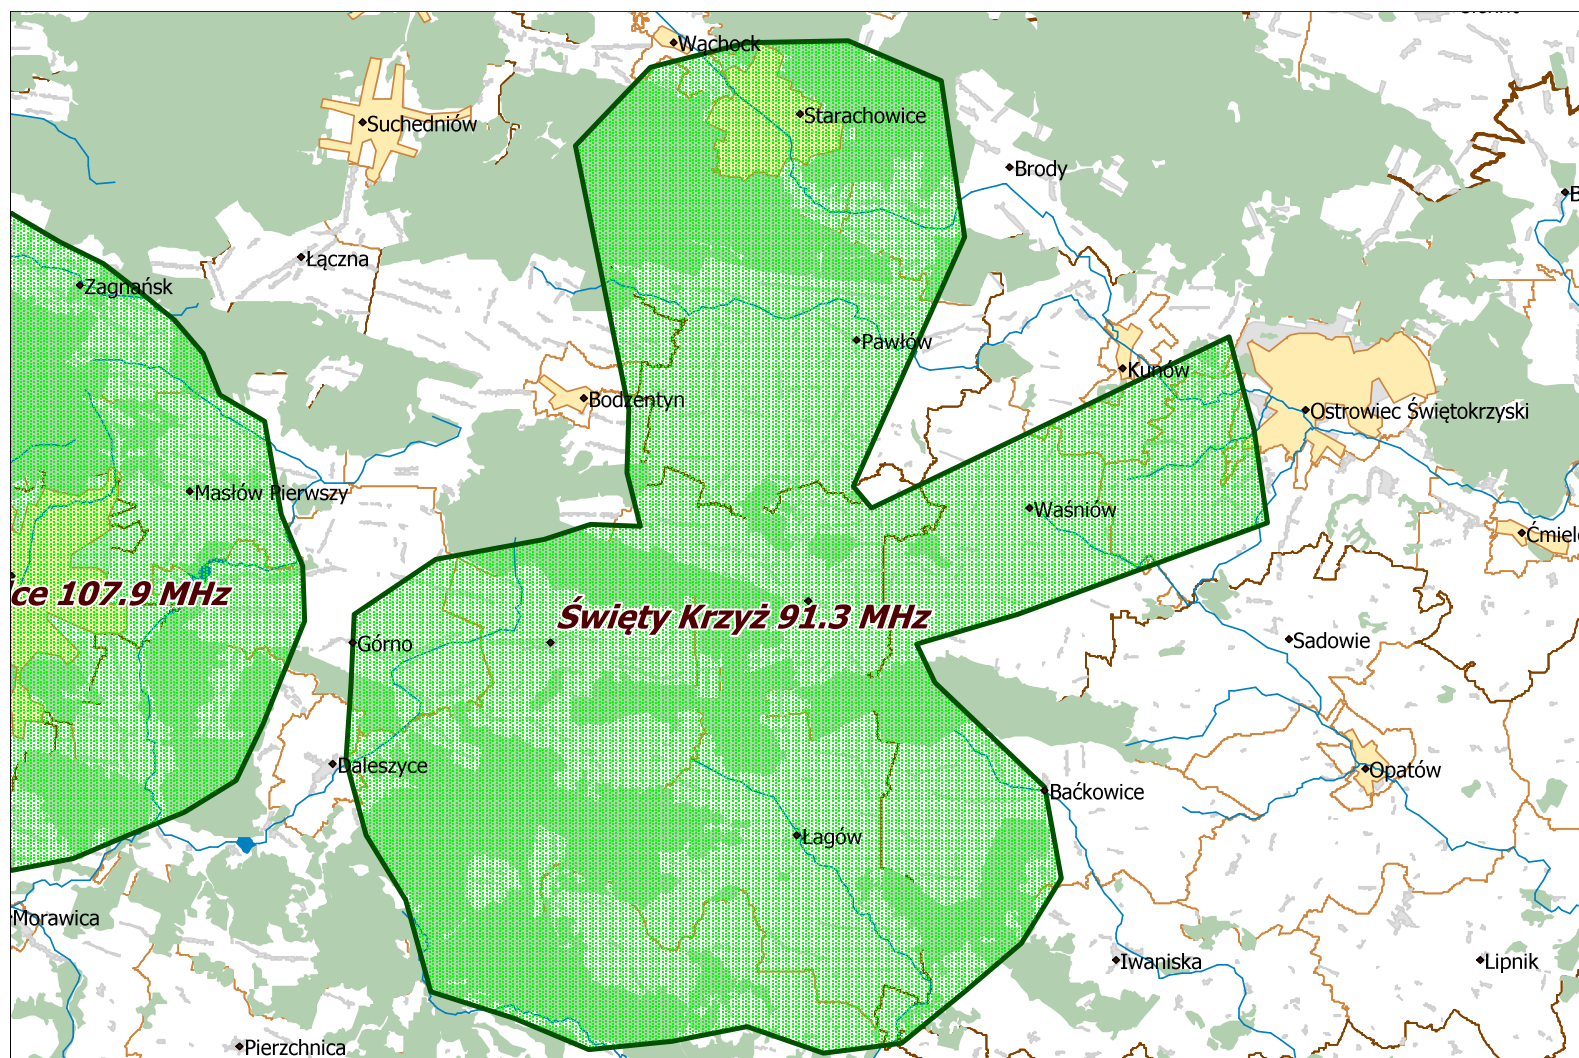 Wąchock
Starachowice
Suchedniów
Brody
Łączna
Zagnańsk
Pawłów
Kunów
Bodzentyn
Ostrowiec Świętokrzyski
Masłów Pierwszy
Waśniów
ce 107.9 MHz
Święty Krzyż 91.3 MHz
Górno
Sadowie
Daleszyce
Opatów
Baćkowice
Łagów
Morawica
Iwaniska
Lipnik
Pierzchnica